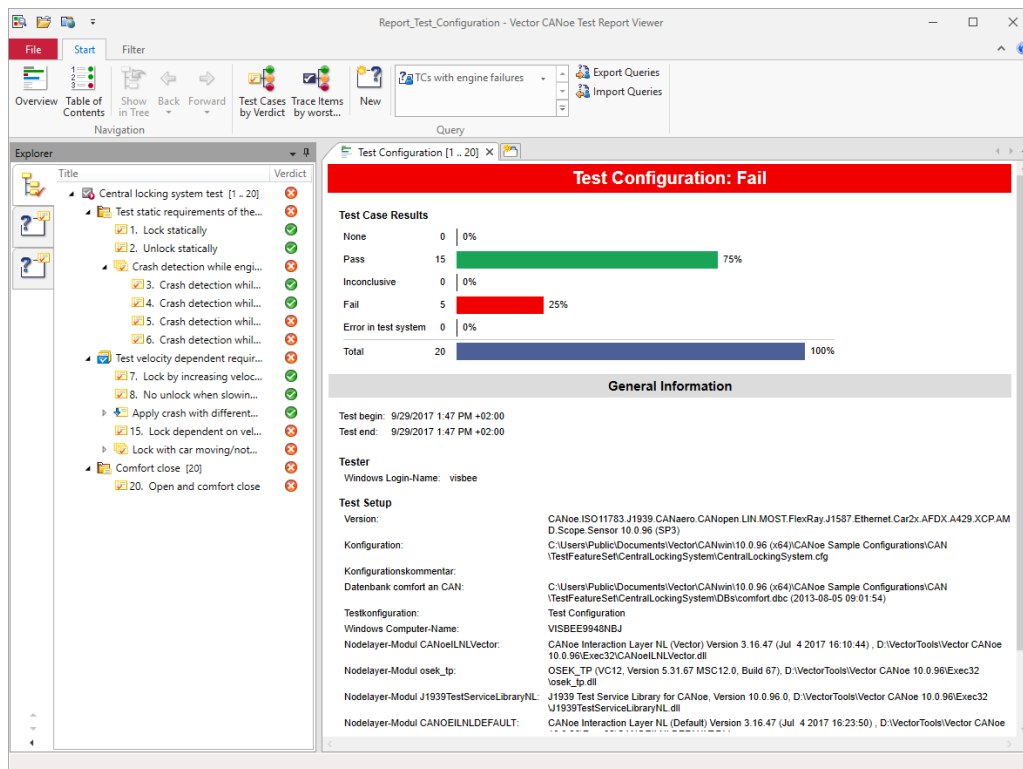 Report_Test_Configuration - Vector CANoe Test Report Viewer
File Start Filter
Overview
Table of Contents
Show in Tree
Back
Forward
Test Cases by Verdict
Trace Items by worst...
New
TCs with engine failures
Export Queries
Import Queries
Navigation
Query
Explorer
Title Verdict
Central locking system test [1 .. 20]
Test static requirements of the...
1. Lock statically
2. Unlock statically
Crash detection while engi...
3. Crash detection whil...
4. Crash detection whil...
5. Crash detection whil...
6. Crash detection whil...
Test velocity dependent requir...
7. Lock by increasing veloc...
8. No unlock when slowin...
Apply crash with different...
15. Lock dependent on vel...
Lock with car moving/not...
Comfort close [20]
20. Open and comfort close
Test Configuration [1 .. 20]
Test Configuration: Fail
Test Case Results
None 0 0%
Pass 15 75%
Inconclusive 0 0%
Fail 5 25%
Error in test system 0 0%
Total 20 100%
General Information
Test begin: 9/29/2017 1:47 PM +02:00
Test end: 9/29/2017 1:47 PM +02:00
Tester
Windows Login-Name: visbee
Test Setup
Version: CANoe.ISO11783.J1939.CANaero.CANopen.LIN.MOST.FlexRay.J1587.Ethernet.Car2x.AFDX.A429.XCP.AM
D.Scope.Sensor 10.0.96 (SP3)
Konfiguration: C:\Users\Public\Documents\Vector\CANwin\10.0.96 (x64)\CANoe Sample Configurations\CAN
\TestFeatureSet\CentralLockingSystem\CentralLockingSystem.cfg
Konfigurationskommentar:
Datenbank comfort an CAN: C:\Users\Public\Documents\Vector\CANwin\10.0.96 (x64)\CANoe Sample Configurations\CAN
\TestFeatureSet\CentralLockingSystem\DBs\comfort.dbc (2013-08-05 09:01:54)
Testkonfiguration: Test Configuration
Windows Computer-Name: VISBEE9948NBJ
Nodelayer-Modul CANoeILNLVector: CANoe Interaction Layer NL (Vector) Version 3.16.47 (Jul 4 2017 16:10:44) , D:\VectorTools\Vector CANoe
10.0.96\Exec32\CANoeILNLVector.dll
Nodelayer-Modul osek_tp: OSEK_TP (VC12, Version 5.31.67 MSC12.0, Build 67), D:\VectorTools\Vector CANoe 10.0.96\Exec32
\osek_tp.dll
Nodelayer-Modul J1939TestServiceLibraryNL: J1939 Test Service Library for CANoe, Version 10.0.96.0, D:\VectorTools\Vector CANoe 10.0.96\Exec32
\J1939TestServiceLibraryNL.dll
Nodelayer-Modul CANOEILNLDEFAULT: CANoe Interaction Layer NL (Default) Version 3.16.47 (Jul 4 2017 16:23:50) , D:\VectorTools\Vector CANoe